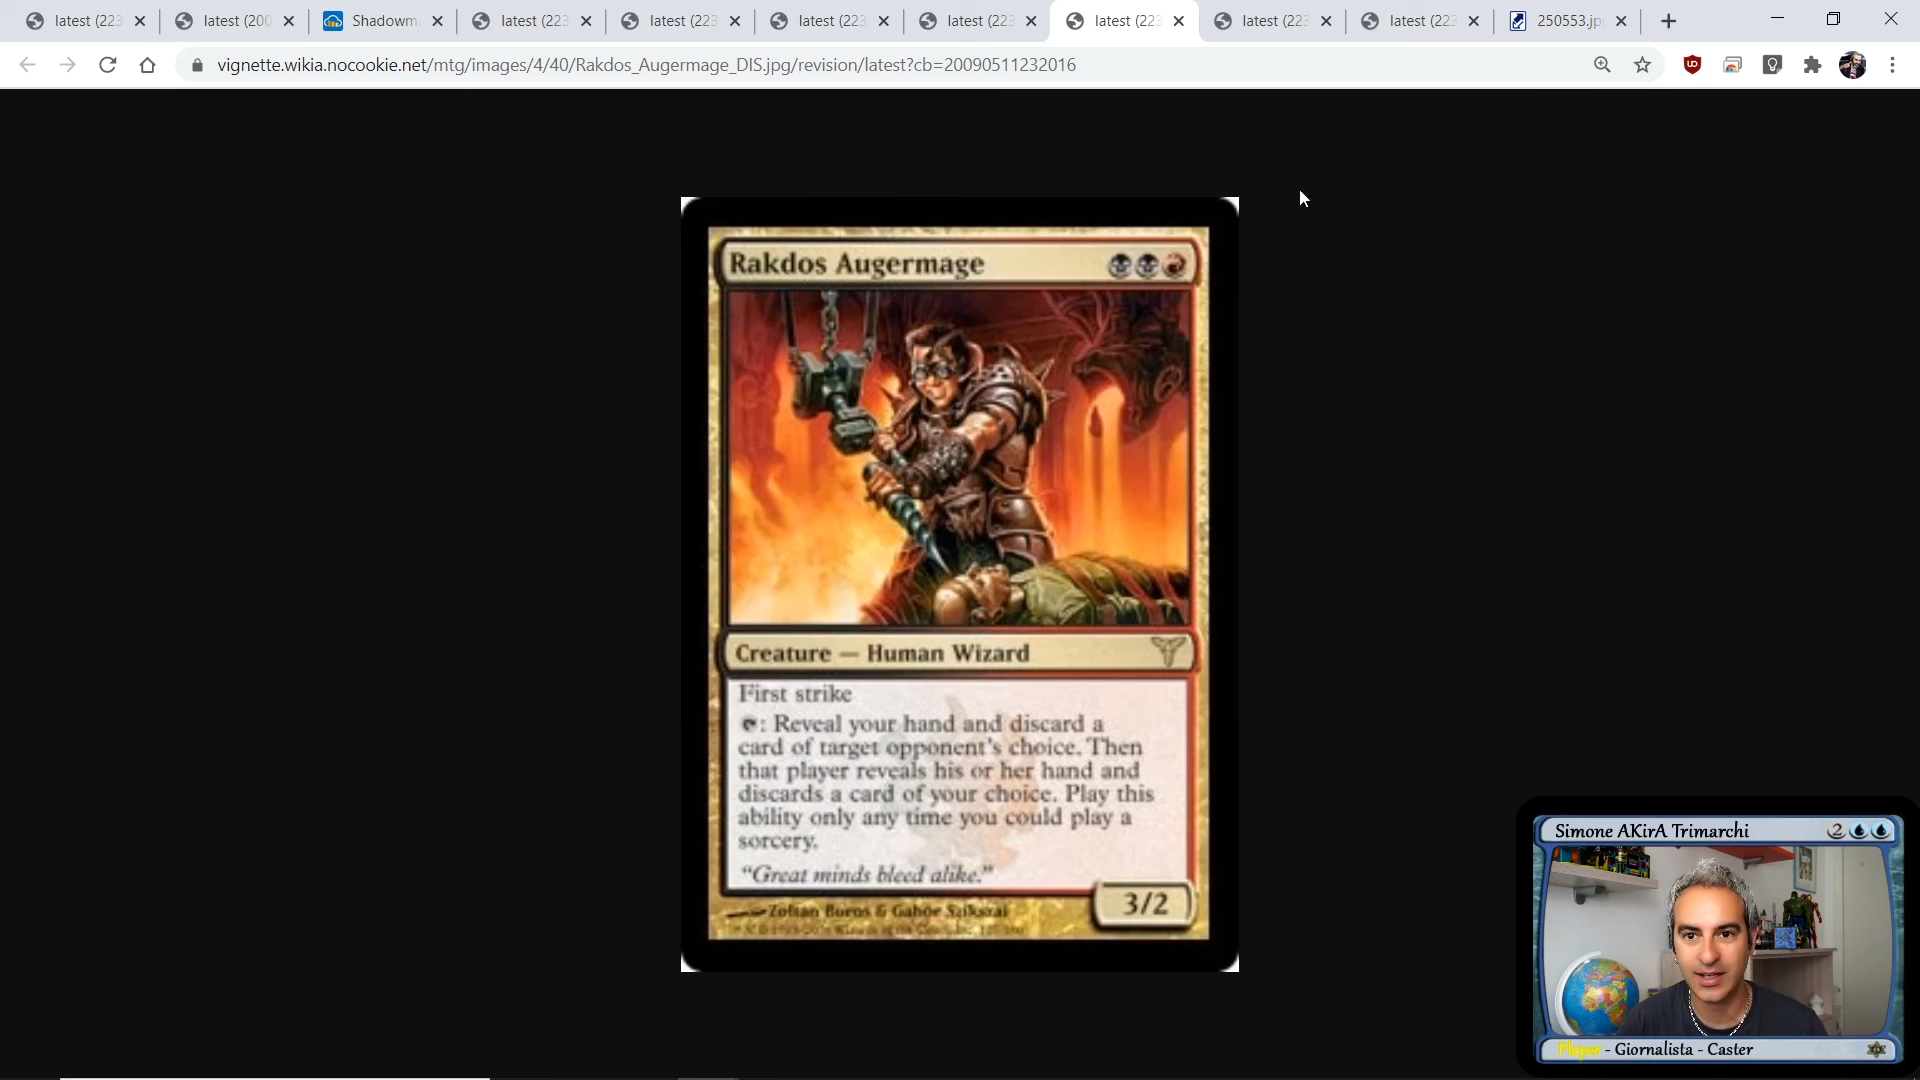 latest (223
latest (200
Shadowm
latest (223
latest (223
latest (223
latest (223
latest (223
latest (223
latest (223
250553.jp
vignette.wikia.nocookie.net/mtg/images/4/40/Rakdos_Augermage_DIS.jpg/revision/latest?cb=20090511232016
Rakdos Augermage
Creature — Human Wizard
First strike
: Reveal your hand and discard a
card of target opponent's choice. Then
that player reveals his or her hand and
discards a card of your choice. Play this
ability only any time you could play a
sorcery.
"Great minds bleed alike."
3/2
Zoltan Boros & Gabor Szikszai
Simone AKirA Trimarchi 2
Player - Giornalista - Caster